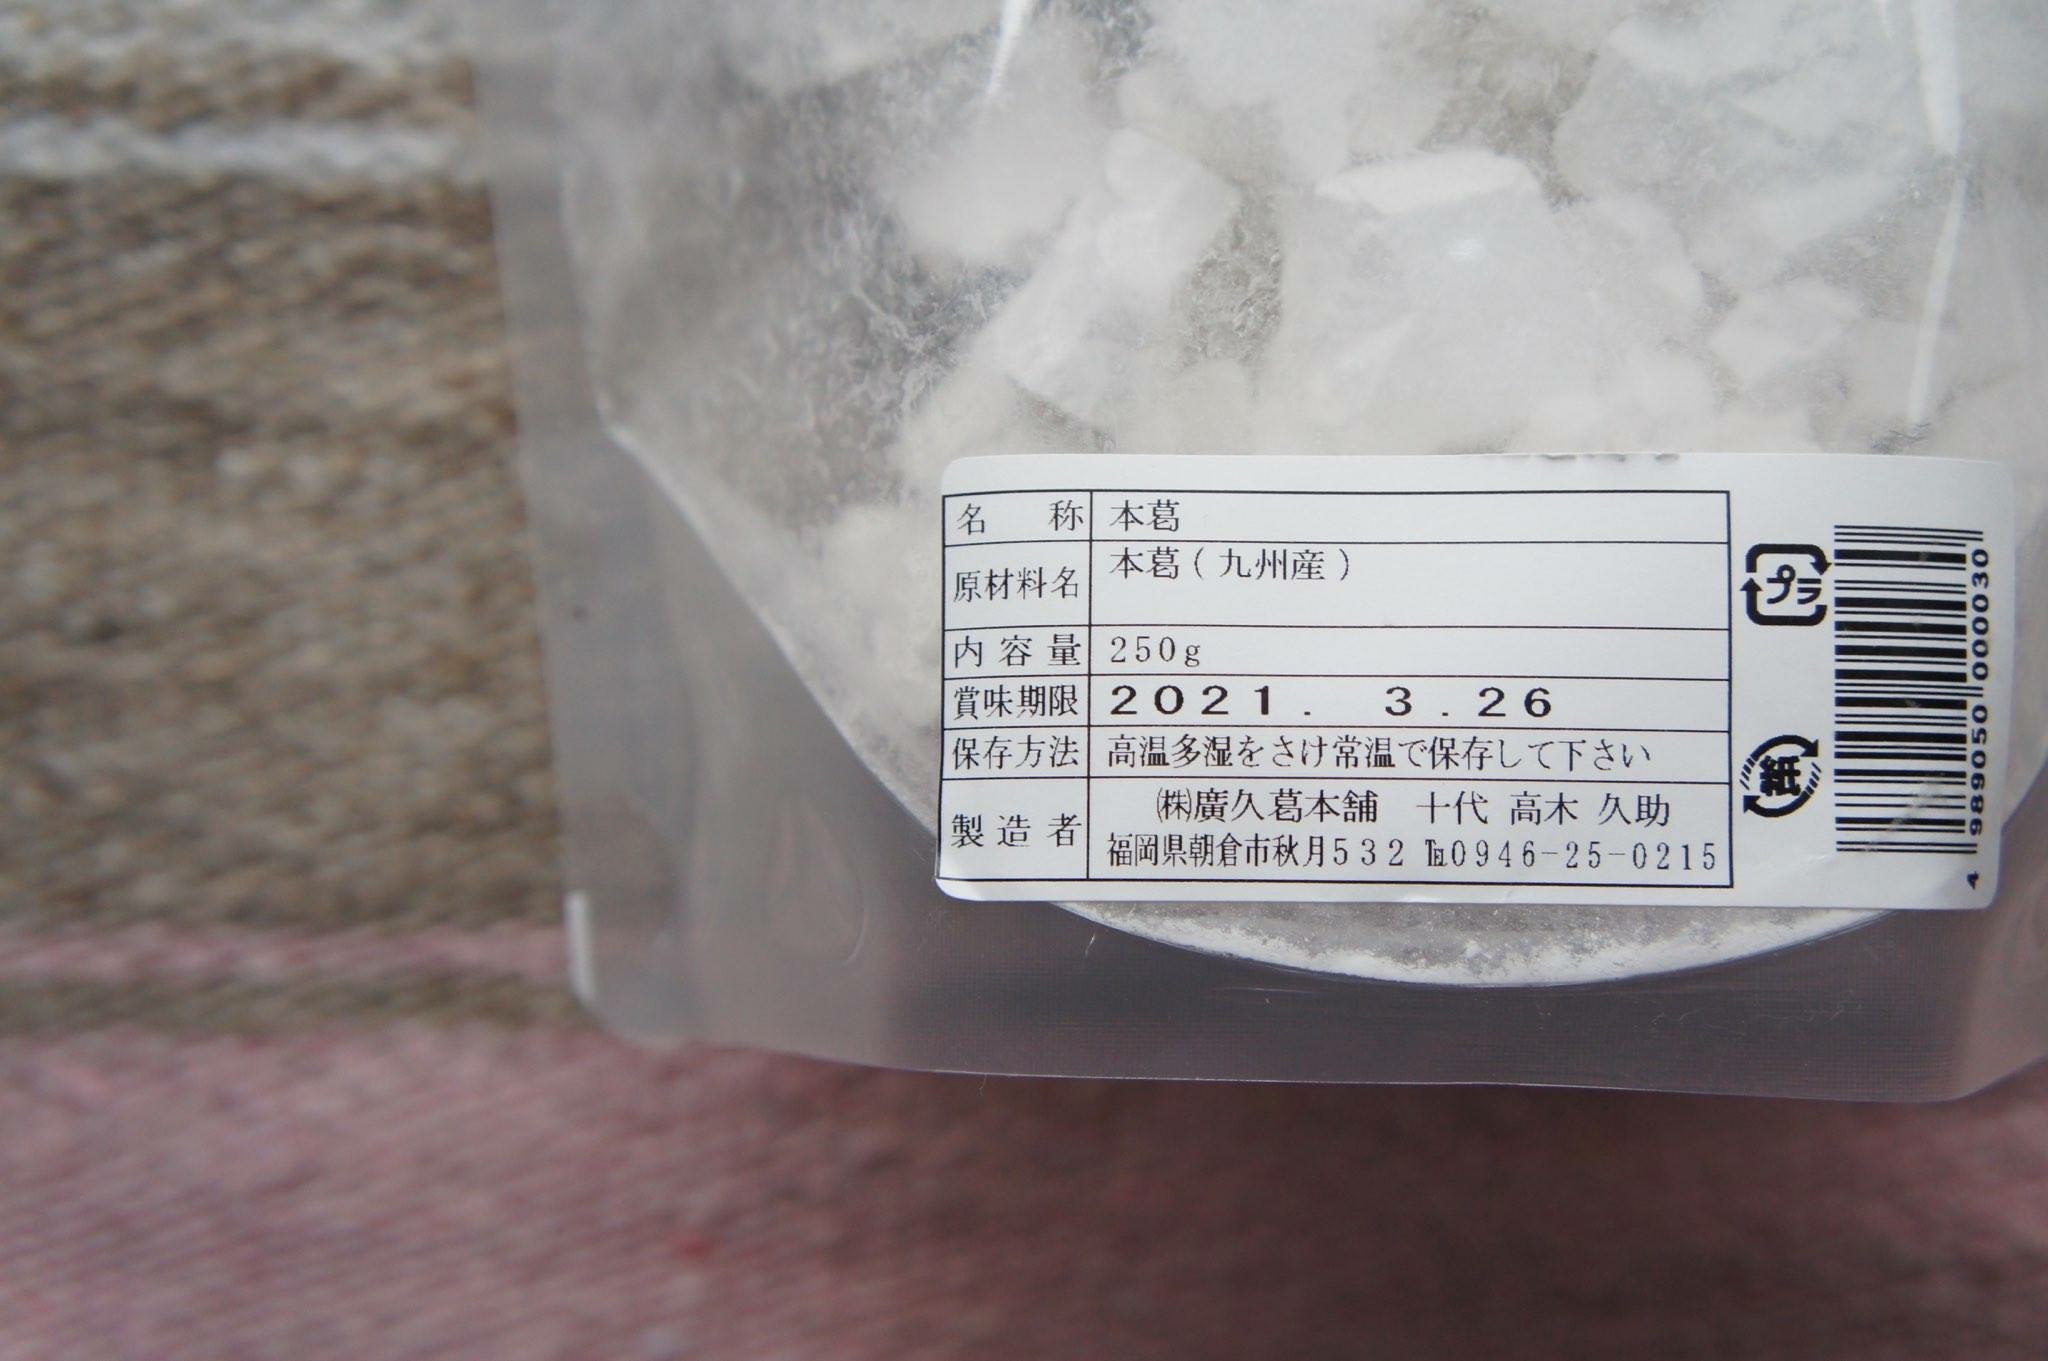 名 称 本葛
原材料名 本葛(九州産)
内容量 250g
賞味期限 2021. 3.26
保存方法 高温多湿をさけ常温で保存して下さい
製造者 ㈱廣久葛本舗 十代 高木 久助
福岡県朝倉市秋月532 ℡0946-25-0215
プラ
紙
4 989050 000030